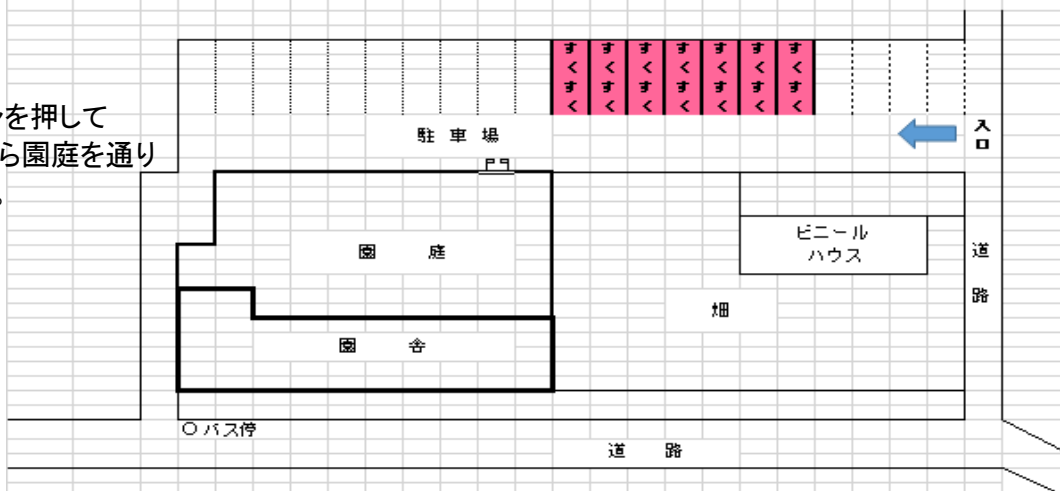 すくすく すくすく すくすく すくすく すくすく すくすく すくすく
を押して
ら園庭を通り
。
入口
駐車場
門
園庭
ビニール
ハウス
道路
畑
園舎
○バス停
道路